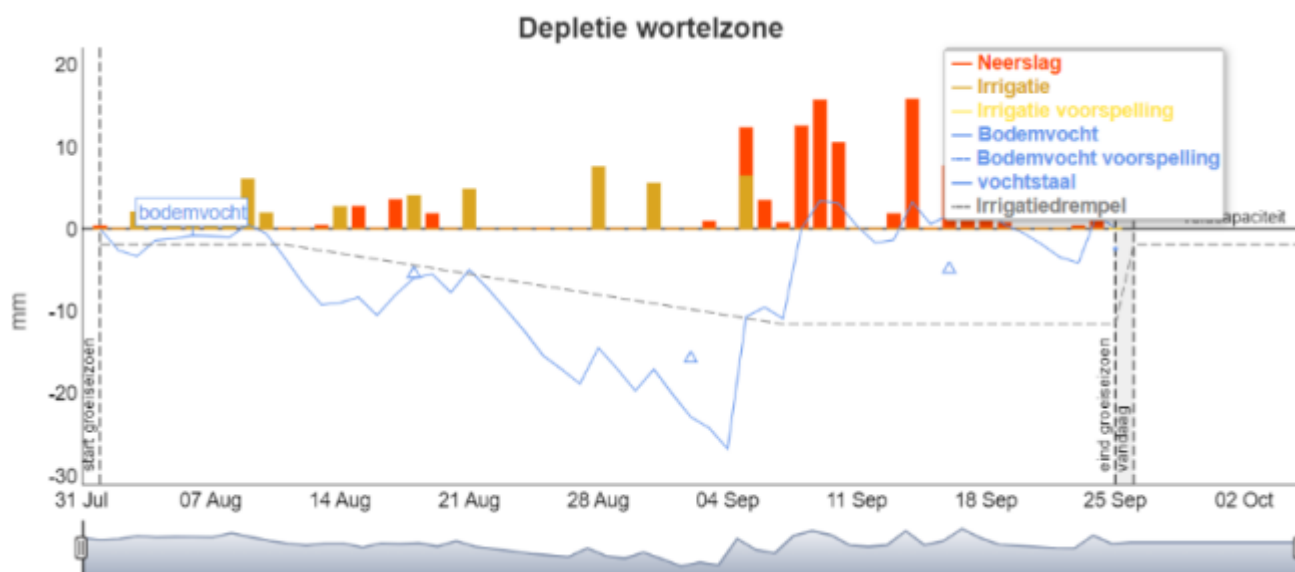 Depletie wortelzone
20
10
0
-10
-20
-30
mm
Neerslag
Irrigatie
Irrigatie voorspelling
Bodemvocht
Bodemvocht voorspelling
vochtstaal
Irrigatiedrempel
bodemvocht
start groeiseizoen
eind groeiseizoen
vandaag
31 Jul
07 Aug
14 Aug
21 Aug
28 Aug
04 Sep
11 Sep
18 Sep
25 Sep
02 Oct